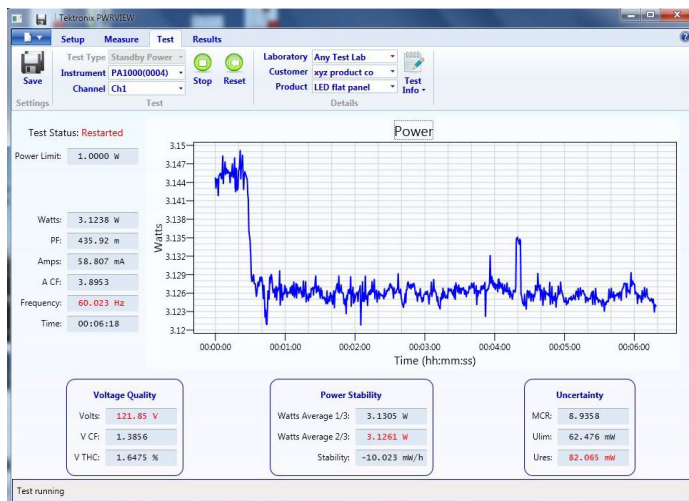 Tektronix PWRVIEW
Setup Measure Test Results
Save
Settings
Test Type Standby Power
Instrument PA1000(0004)
Channel Ch1
Stop Reset
Test
Laboratory Any Test Lab
Customer xyz product co
Product LED flat panel
Test
Info
Details
Test Status: Restarted
Power Limit: 1.0000 W
Watts: 3.1238 W
PF: 435.92 m
Amps: 58.807 mA
A CF: 3.8953
Frequency: 60.023 Hz
Time: 00:06:18
Power
3.15
3.147
3.144
3.141
3.138
3.135
3.132
3.129
3.126
3.123
3.12
Watts
00:00:00 00:01:00 00:02:00 00:03:00 00:04:00 00:05:00 00:06:00
Time (hh:mm:ss)
Voltage Quality
Volts: 121.85 V
V CF: 1.3856
V THC: 1.6475 %
Power Stability
Watts Average 1/3: 3.1305 W
Watts Average 2/3: 3.1261 W
Stability: -10.023 mW/h
Uncertainty
MCR: 8.9358
Ulim: 62.476 mW
Ures: 82.065 mW
Test running